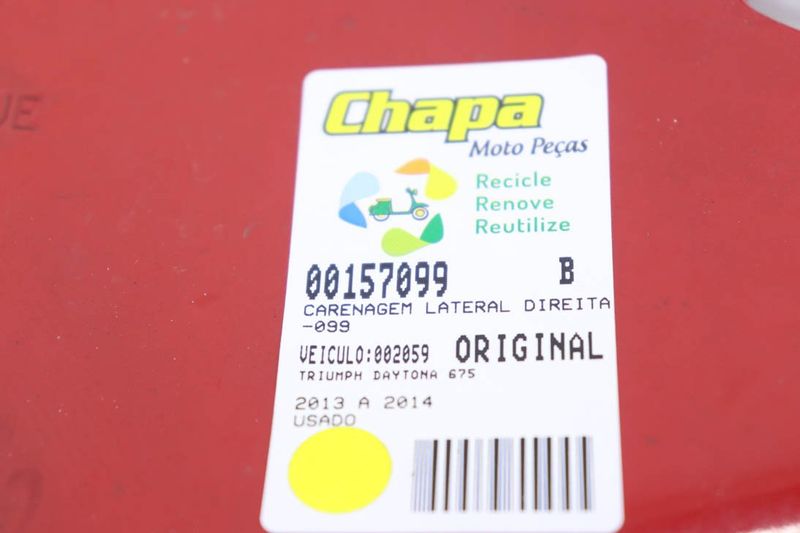 Chapa
Moto Peças
Recicle
Renove
Reutilize
00157099 B
CARENAGEM LATERAL DIREITA
-099
VEICULO:002059 ORIGINAL
TRIUMPH DAYTONA 675
2013 A 2014
USADO